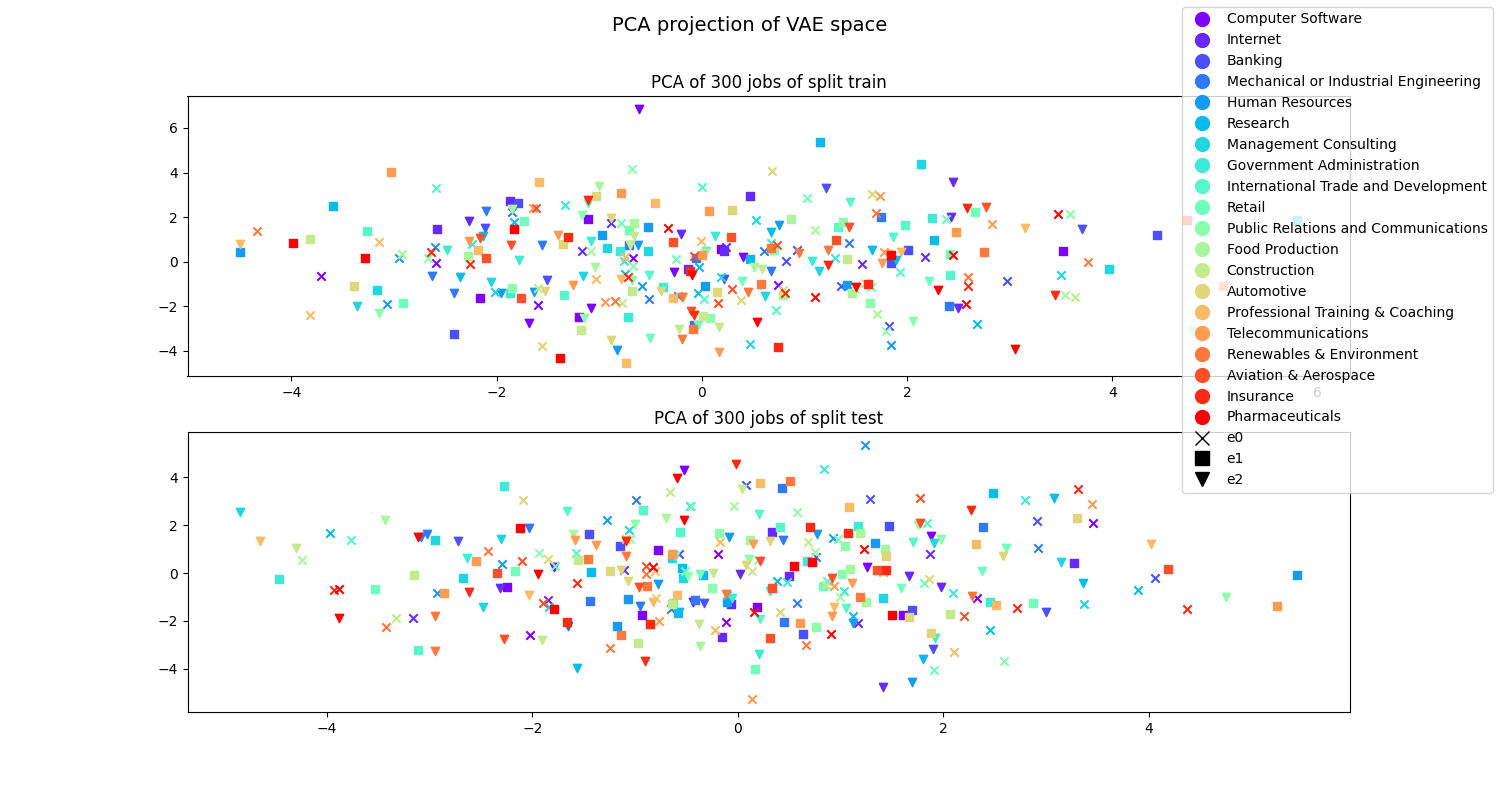 PCA projection of VAE space
PCA of 300 jobs of split train
6
4
2
0
−2
−4
−4
−2
0
2
4
6
PCA of 300 jobs of split test
4
2
0
−2
−4
−4
−2
0
2
4
Computer Software
Internet
Banking
Mechanical or Industrial Engineering
Human Resources
Research
Management Consulting
Government Administration
International Trade and Development
Retail
Public Relations and Communications
Food Production
Construction
Automotive
Professional Training & Coaching
Telecommunications
Renewables & Environment
Aviation & Aerospace
Insurance
Pharmaceuticals
e0
e1
e2